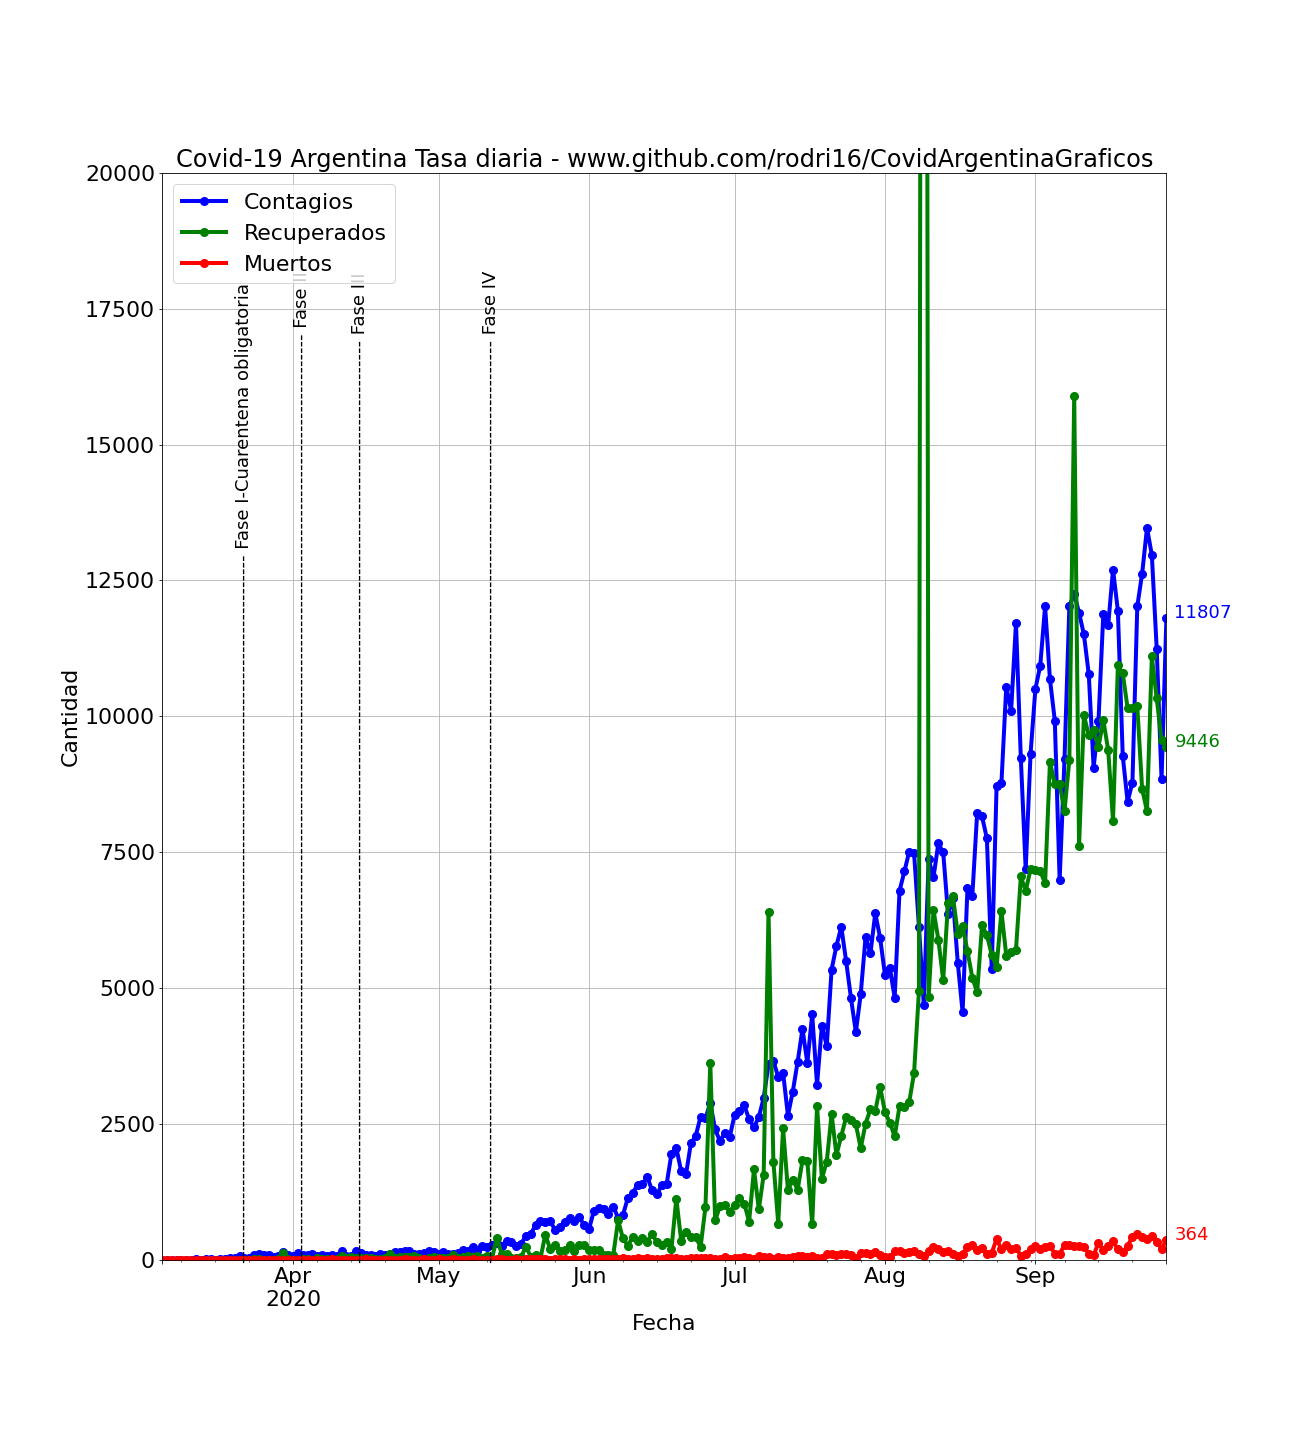 Covid-19 Argentina Tasa diaria - www.github.com/rodri16/CovidArgentinaGraficos
Contagios
Recuperados
Muertos
Fase I-Cuarentena obligatoria
Fase II
Fase III
Fase IV
20000
17500
15000
12500
10000
7500
5000
2500
0
Cantidad
11807
9446
364
Apr
2020
May
Jun
Jul
Aug
Sep
Fecha